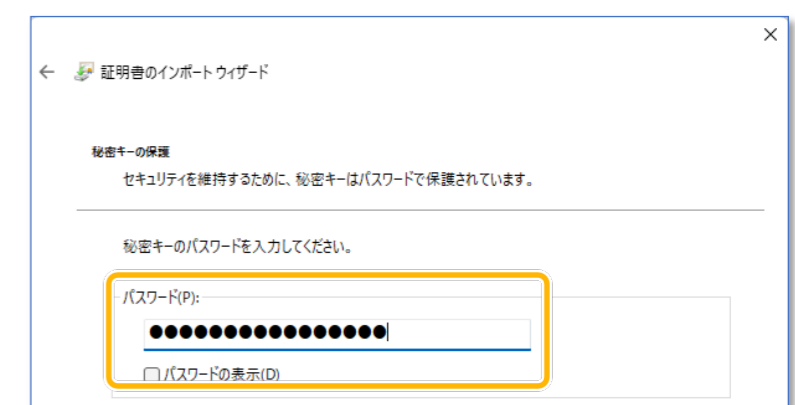 証明書のインポート ウィザード
秘密キーの保護
セキュリティを維持するために、秘密キーはパスワードで保護されています。
秘密キーのパスワードを入力してください。
パスワード(P):
●●●●●●●●●●●●●●●●
パスワードの表示(D)